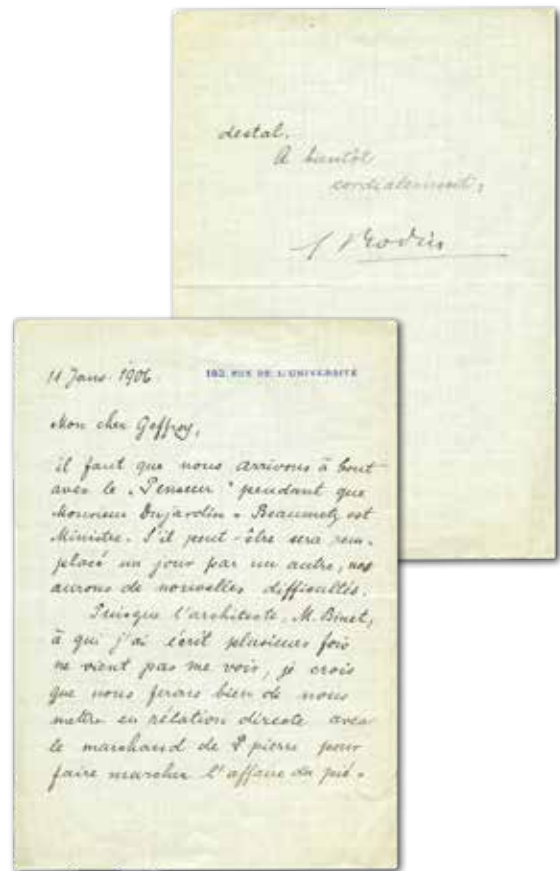 11 Janv. 1906.
182, RUE DE L'UNIVERSITÉ
Mon cher Geffroy,
il faut que nous arrivons à bout
avec le "Penseur" pendant que
Monsieur Dujardin-Beaumetz est
Ministre. S'il peut-être sera rem-
placé un jour par un autre, nos
aurons de nouvelles difficultés.
Puisque l'architecte, M. Binet,
à qui j'ai écrit plusieurs fois
ne vient pas me voir, je crois
que nous ferons bien de nous
mettre en rélation directe avec
le marchand de pierre pour
faire marcher l'affaire du pié-
destal.
A bientôt
cordialement,
Rodin